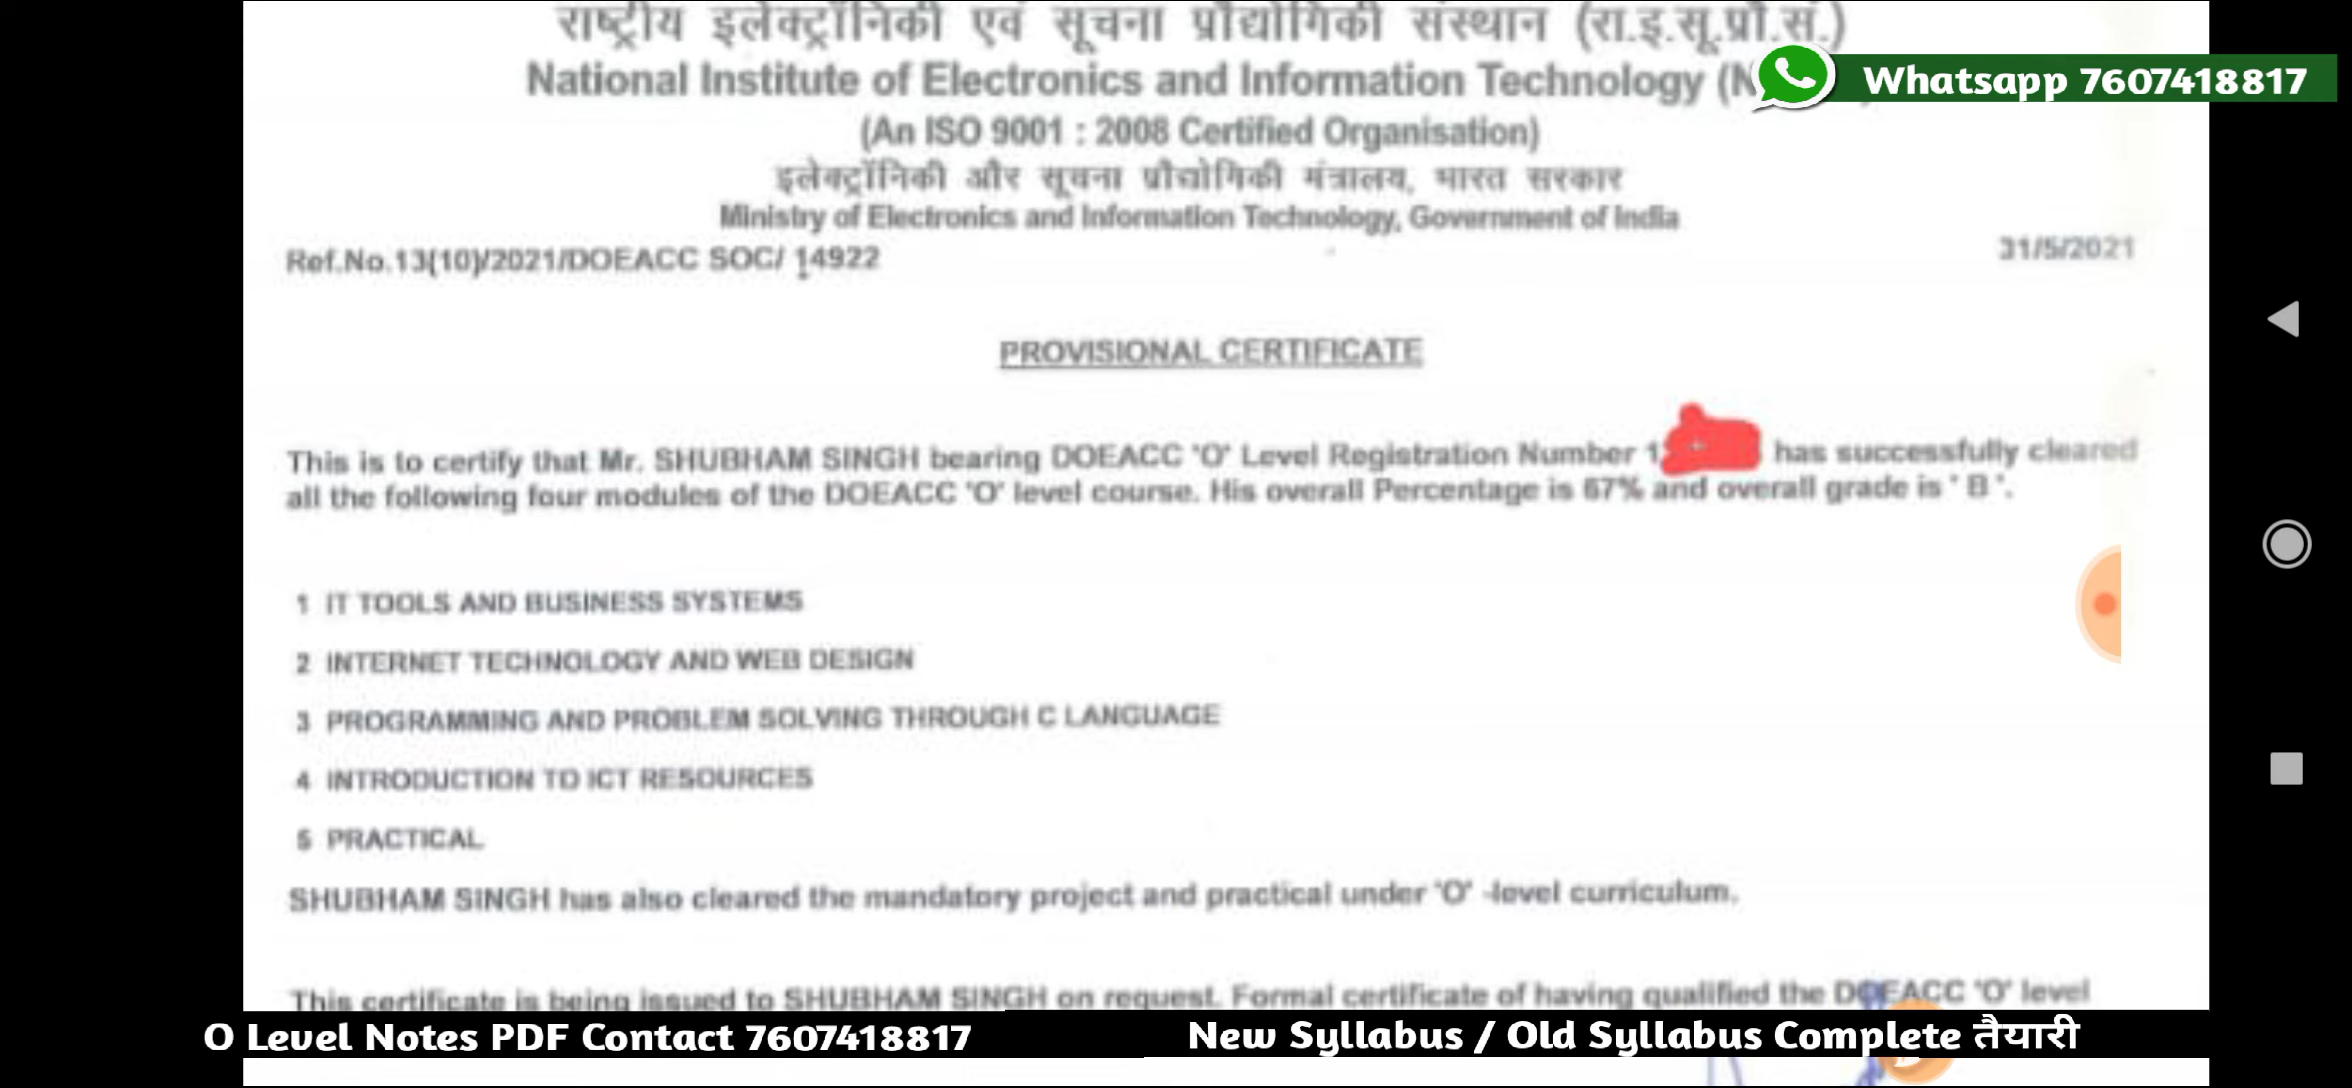 राष्ट्रीय इलेक्ट्रॉनिकी एवं सूचना प्रौद्योगिकी संस्थान (रा.इ.सू.प्रौ.सं.)
National Institute of Electronics and Information Technology (N
Whatsapp 7607418817
(An ISO 9001 : 2008 Certified Organisation)
इलेक्ट्रॉनिकी और सूचना प्रौद्योगिकी मंत्रालय, भारत सरकार
Ministry of Electronics and Information Technology, Government of India
Ref.No.13(10)/2021/DOEACC SOC/ 14922
31/5/2021
PROVISIONAL CERTIFICATE
This is to certify that Mr. SHUBHAM SINGH bearing DOEACC 'O' Level Registration Number 1 has successfully cleared
all the following four modules of the DOEACC 'O' level course. His overall Percentage is 67% and overall grade is ' B '.
1 IT TOOLS AND BUSINESS SYSTEMS
2 INTERNET TECHNOLOGY AND WEB DESIGN
3 PROGRAMMING AND PROBLEM SOLVING THROUGH C LANGUAGE
4 INTRODUCTION TO ICT RESOURCES
5 PRACTICAL
SHUBHAM SINGH has also cleared the mandatory project and practical under 'O' -level curriculum.
This certificate is being issued to SHUBHAM SINGH on request. Formal certificate of having qualified the DOEACC 'O' level
O Level Notes PDF Contact 7607418817
New Syllabus / Old Syllabus Complete तैयारी